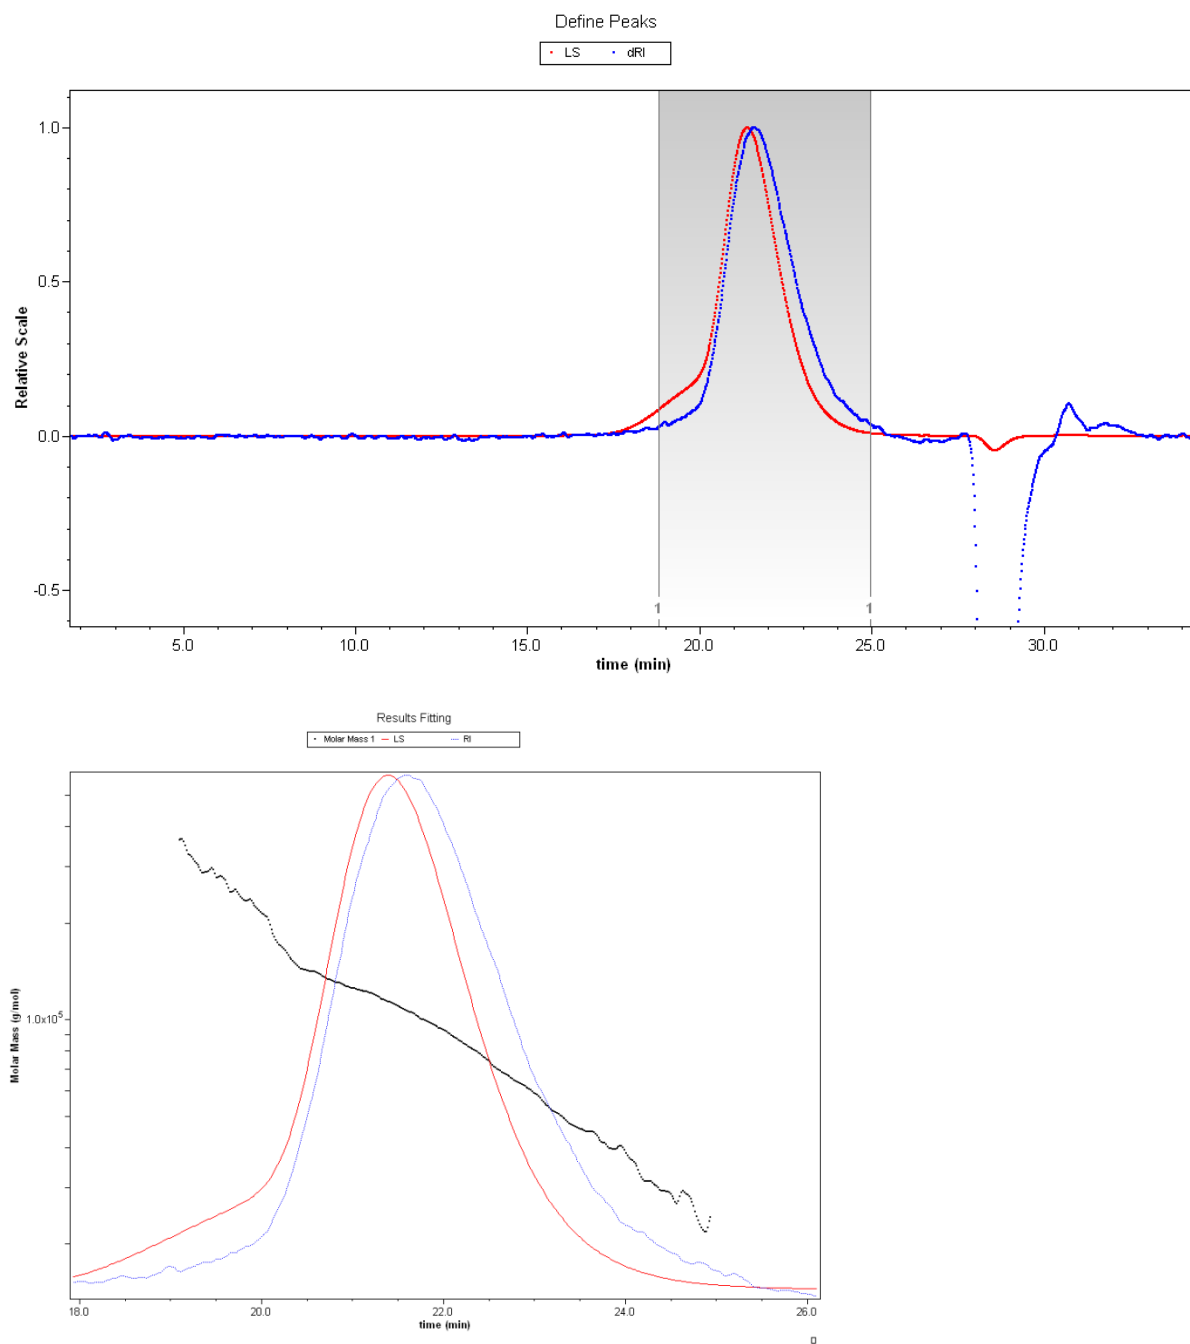 Define Peaks
LS dRI
1.0
0.5
0.0
-0.5
Relative Scale
1 1
5.0 10.0 15.0 20.0 25.0 30.0
time (min)
Results Fitting
Molar Mass 1 LS RI
1.0x10⁵
Molar Mass (g/mol)
18.0 20.0 22.0 24.0 26.0
time (min)